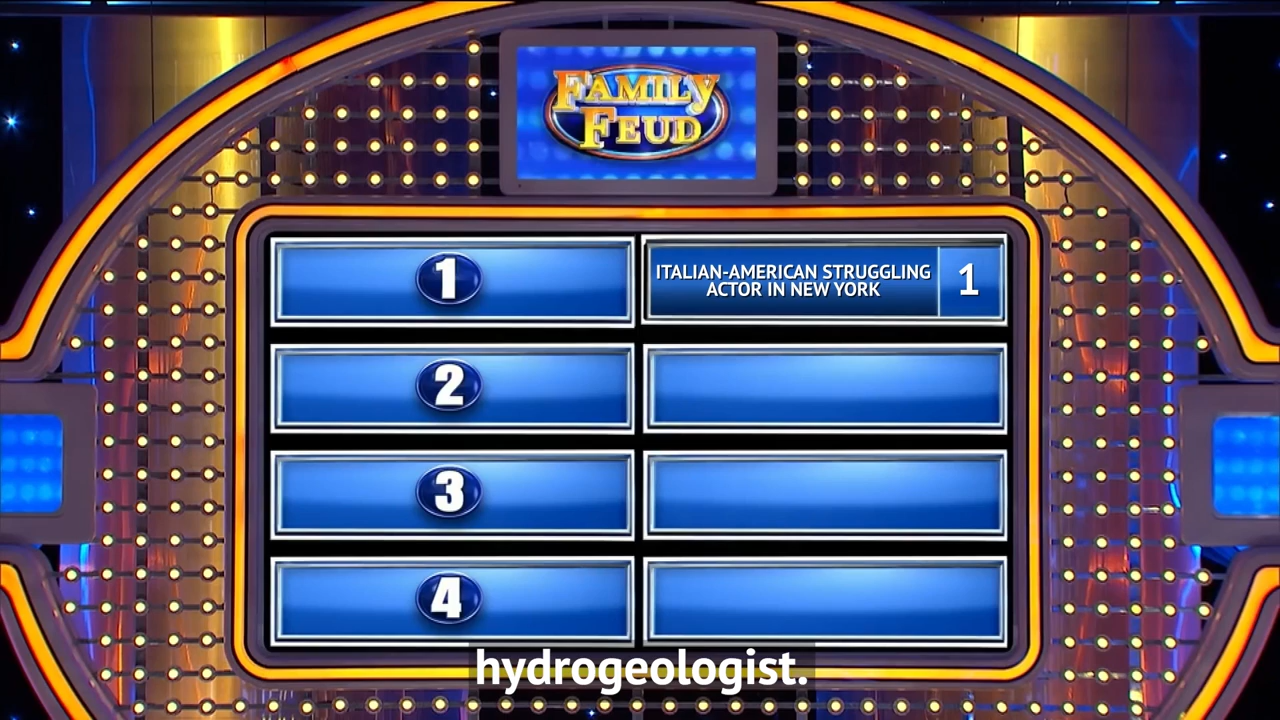 FAMILY
FEUD
1
ITALIAN-AMERICAN STRUGGLING
ACTOR IN NEW YORK
1
2
3
4
hydrogeologist.